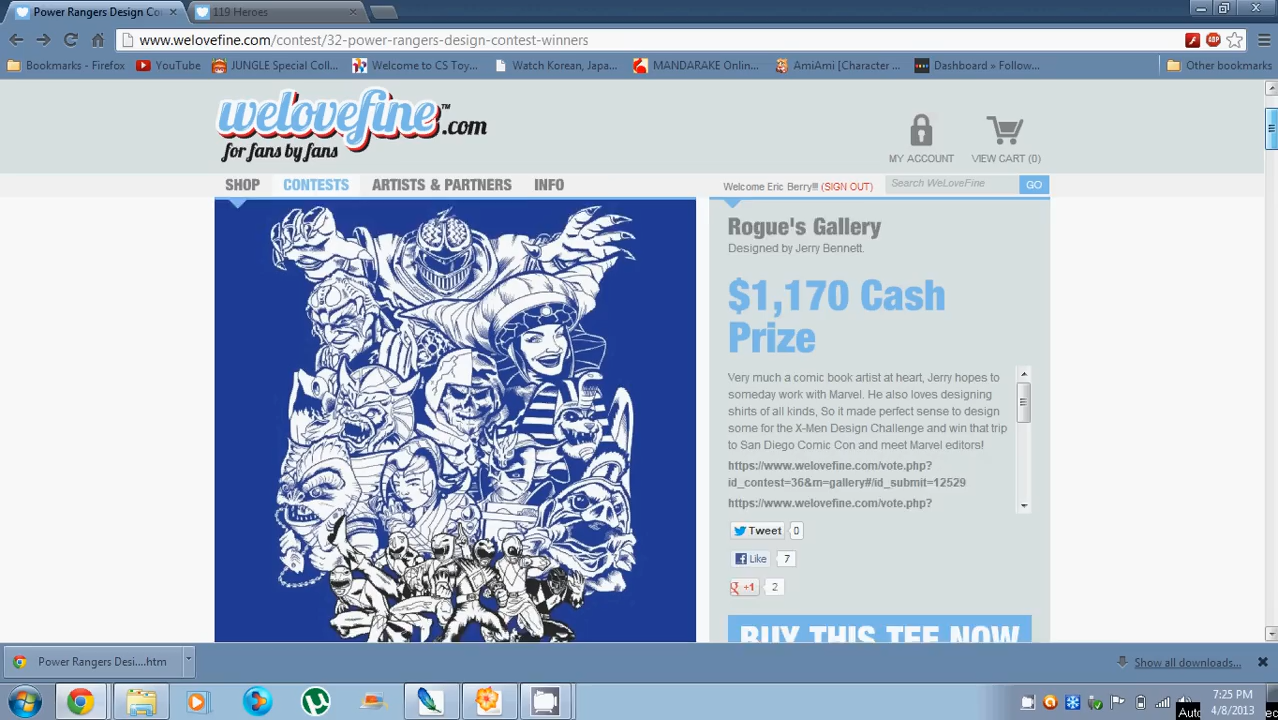 Power Rangers Design Co
119 Heroes
www.welovefine.com/contest/32-power-rangers-design-contest-winners
Bookmarks - Firefox
YouTube
JUNGLE Special Coll...
Welcome to CS Toy...
Watch Korean, Japa...
MANDARAKE Onlin...
AmiAmi [Character ...
Dashboard » Follow...
Other bookmarks
welovefine™.com
for fans by fans
MY ACCOUNT
VIEW CART (0)
SHOP
CONTESTS
ARTISTS & PARTNERS
INFO
Welcome Eric Berry!!! (SIGN OUT)
Search WeLoveFine
GO
Rogue's Gallery
Designed by Jerry Bennett.
$1,170 Cash
Prize
Very much a comic book artist at heart, Jerry hopes to
someday work with Marvel. He also loves designing
shirts of all kinds, So it made perfect sense to design
some for the X-Men Design Challenge and win that trip
to San Diego Comic Con and meet Marvel editors!
https://www.welovefine.com/vote.php?
id_contest=36&m=gallery#/id_submit=12529
https://www.welovefine.com/vote.php?
Tweet 0
Like 7
+1 2
BUY THIS TEE NOW
Power Rangers Desi....htm
Show all downloads...
7:25 PM
4/8/2013